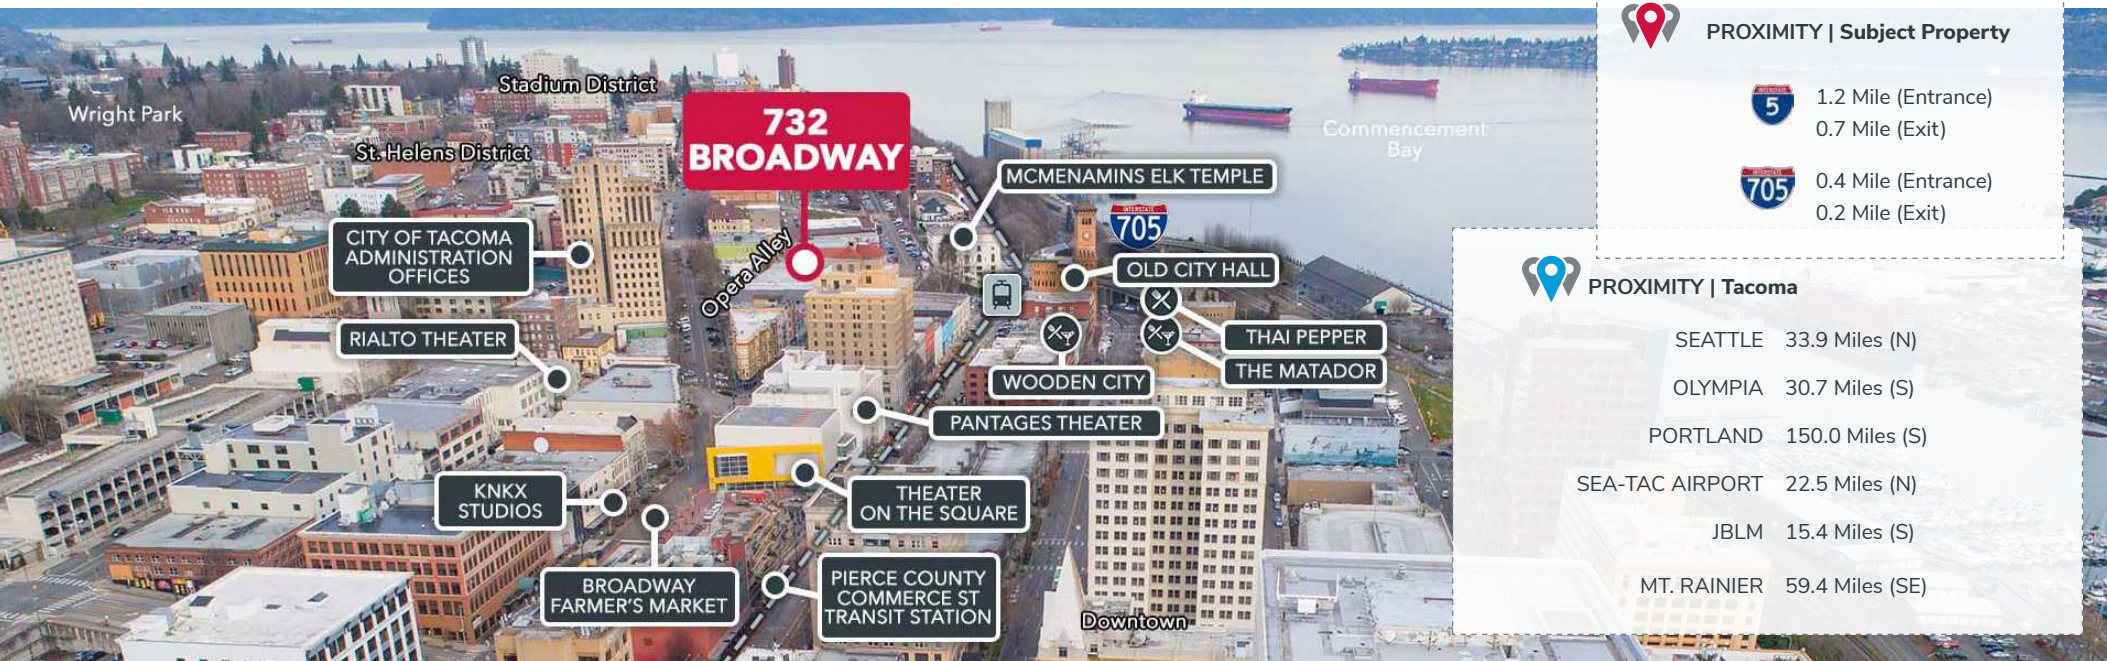 Wright Park
Stadium District
St. Helens District
732
BROADWAY
Commencement
Bay
MCMENAMINS ELK TEMPLE
INTERSTATE
705
CITY OF TACOMA
ADMINISTRATION
OFFICES
Opera Alley
OLD CITY HALL
RIALTO THEATER
THAI PEPPER
THE MATADOR
WOODEN CITY
PANTAGES THEATER
KNKX
STUDIOS
THEATER
ON THE SQUARE
BROADWAY
FARMER'S MARKET
PIERCE COUNTY
COMMERCE ST
TRANSIT STATION
Downtown
PROXIMITY | Subject Property
INTERSTATE
5
1.2 Mile (Entrance)
0.7 Mile (Exit)
INTERSTATE
705
0.4 Mile (Entrance)
0.2 Mile (Exit)
PROXIMITY | Tacoma
SEATTLE 33.9 Miles (N)
OLYMPIA 30.7 Miles (S)
PORTLAND 150.0 Miles (S)
SEA-TAC AIRPORT 22.5 Miles (N)
JBLM 15.4 Miles (S)
MT. RAINIER 59.4 Miles (SE)